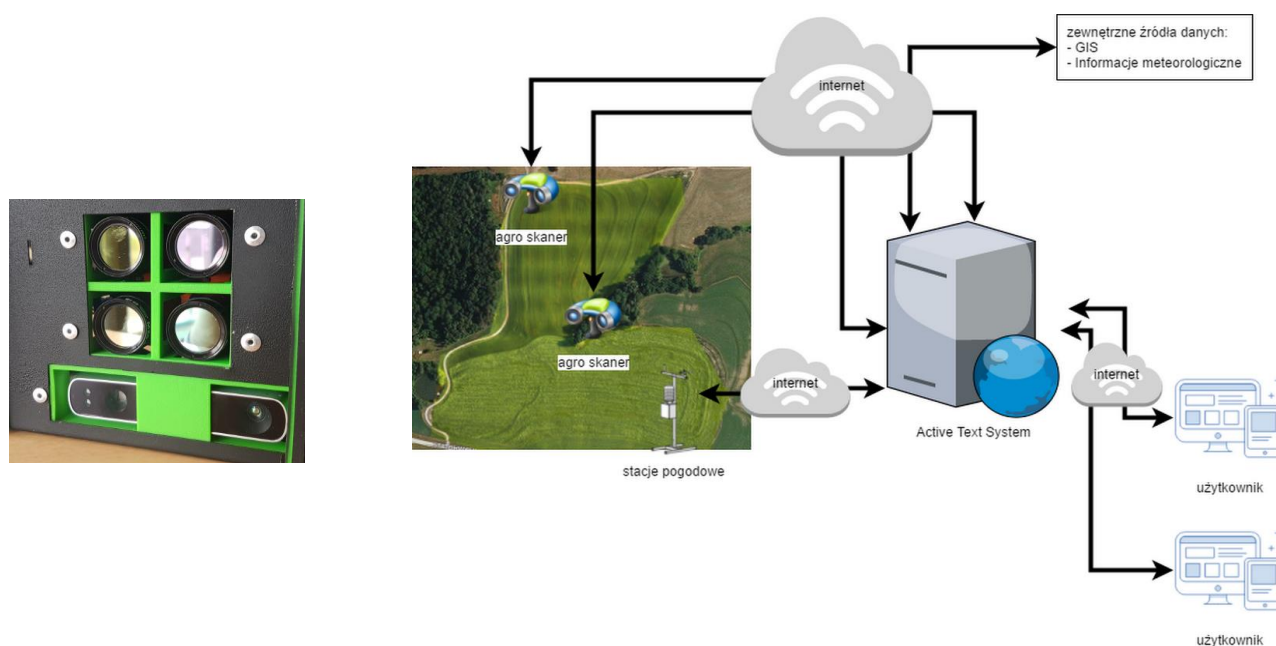 zewnętrzne źródła danych:
- GIS
- Informacje meteorologiczne
internet
agro skaner
agro skaner
internet
internet
Active Text System
stacje pogodowe
użytkownik
użytkownik